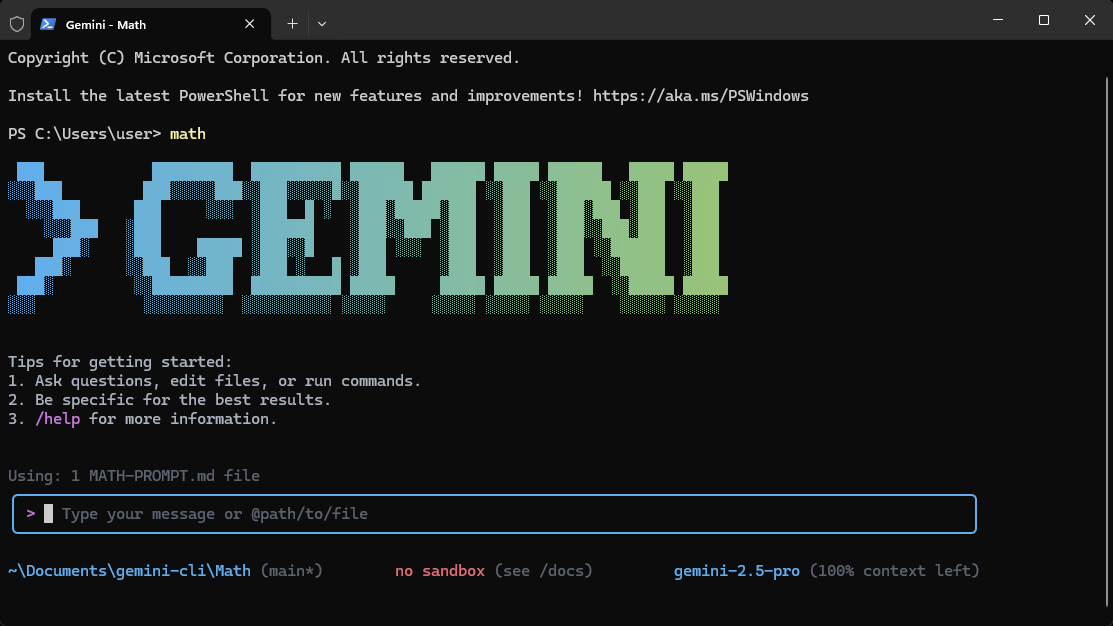 Gemini - Math
Copyright (C) Microsoft Corporation. All rights reserved.
Install the latest PowerShell for new features and improvements! https://aka.ms/PSWindows
PS C:\Users\user> math
> GEMINI
Tips for getting started:
1. Ask questions, edit files, or run commands.
2. Be specific for the best results.
3. /help for more information.
Using: 1 MATH-PROMPT.md file
> Type your message or @path/to/file
~\Documents\gemini-cli\Math (main*) no sandbox (see /docs) gemini-2.5-pro (100% context left)